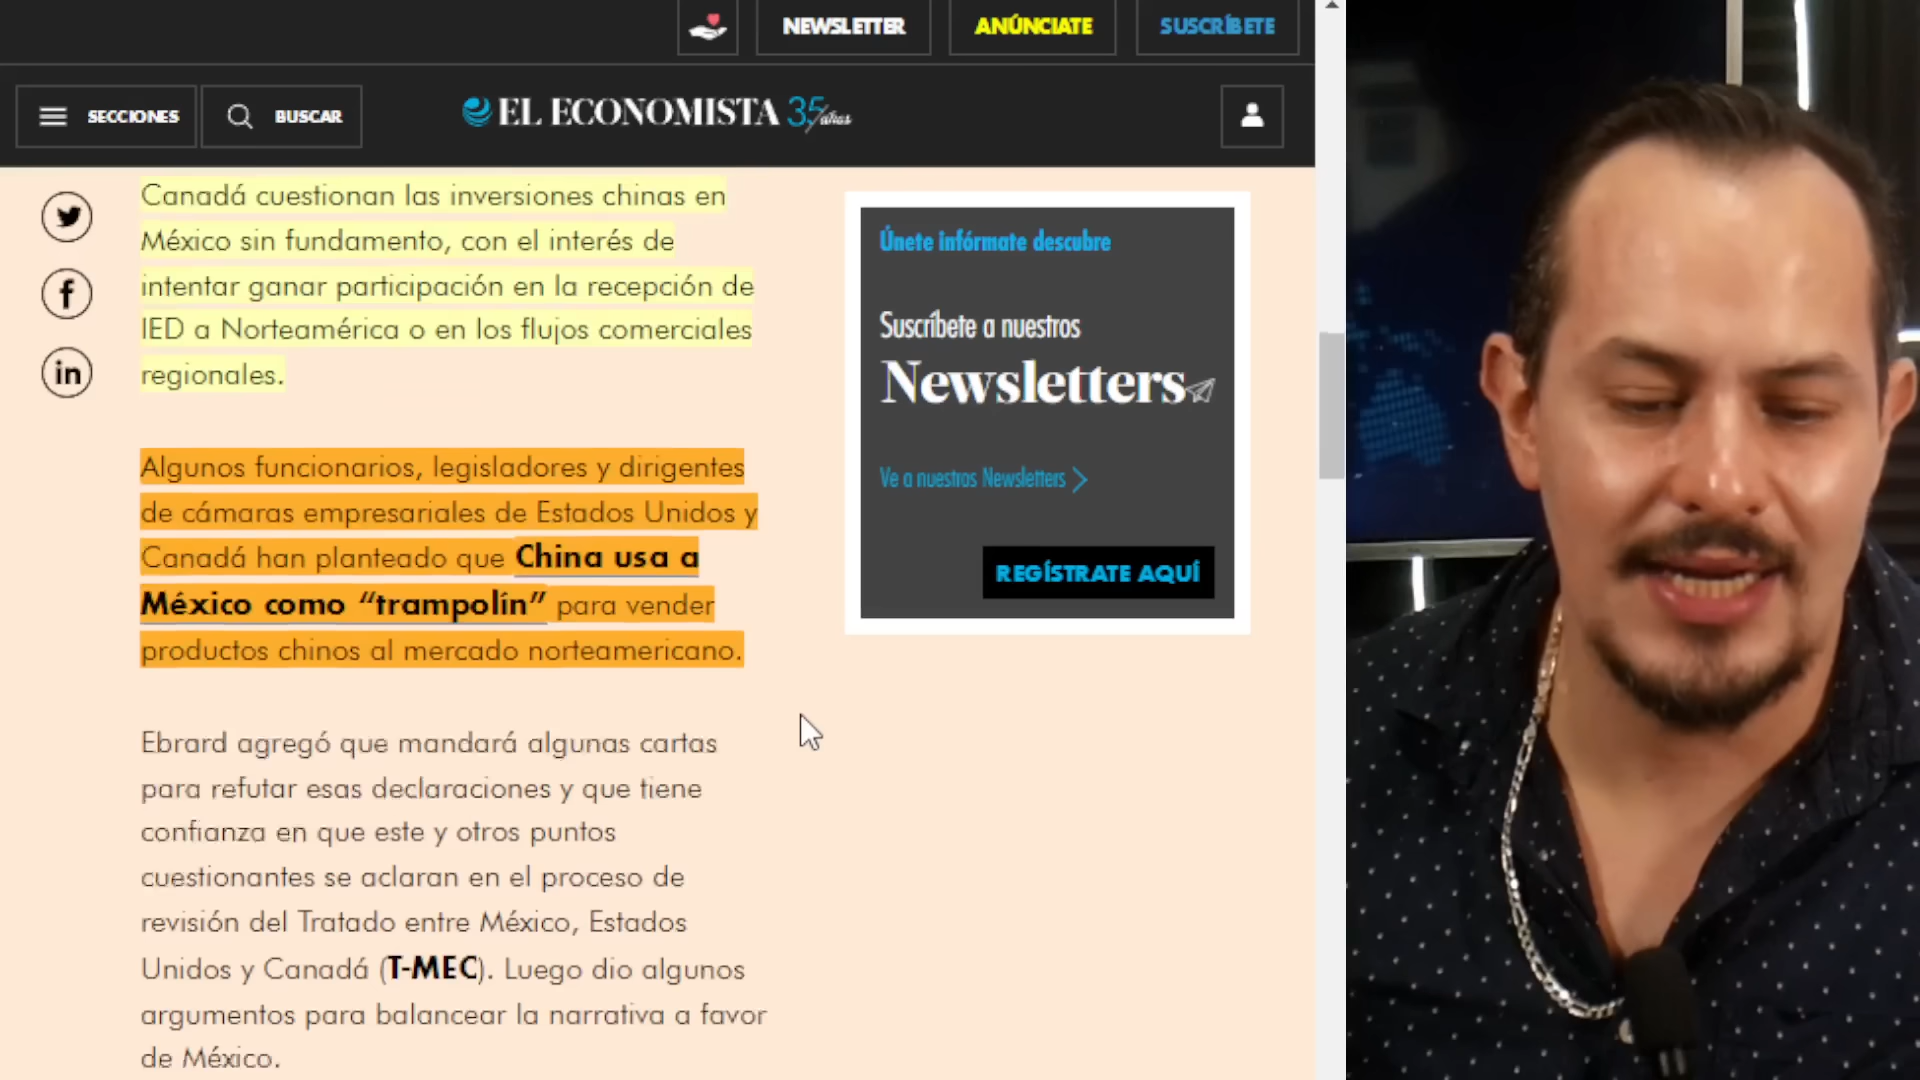 NEWSLETTER
ANÚNCIATE
SUSCRÍBETE
SECCIONES
BUSCAR
EL ECONOMISTA 35 años
Canadá cuestionan las inversiones chinas en
México sin fundamento, con el interés de
intentar ganar participación en la recepción de
IED a Norteamérica o en los flujos comerciales
regionales.
Algunos funcionarios, legisladores y dirigentes
de cámaras empresariales de Estados Unidos y
Canadá han planteado que China usa a
México como “trampolín” para vender
productos chinos al mercado norteamericano.
Ebrard agregó que mandará algunas cartas
para refutar esas declaraciones y que tiene
confianza en que este y otros puntos
cuestionantes se aclaran en el proceso de
revisión del Tratado entre México, Estados
Unidos y Canadá (T-MEC). Luego dio algunos
argumentos para balancear la narrativa a favor
de México.
Únete infórmate descubre
Suscríbete a nuestros
Newsletters
Ve a nuestros Newsletters
REGÍSTRATE AQUÍ